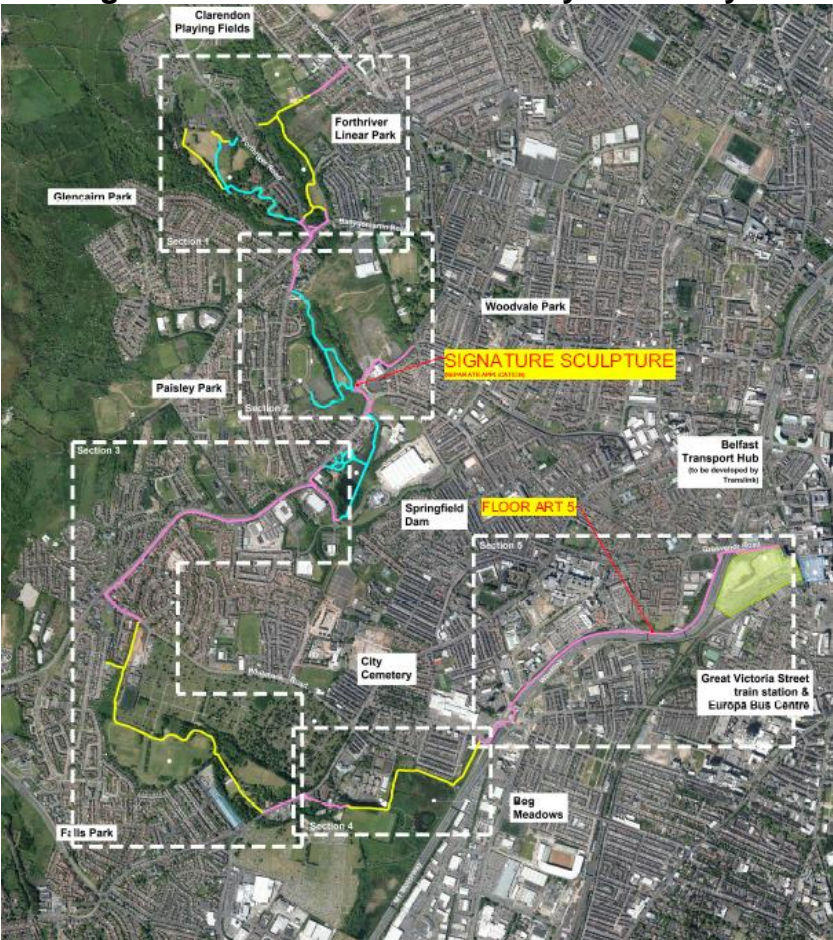 Clarendon
Playing Fields
Forthriver
Linear Park
Glencairn Park
Section 1
Woodvale Park
SIGNATURE SCULPTURE
(SEPARATE APPLICATION)
Paisley Park
Section 2
Section 3
Belfast
Transport Hub
(to be developed by
Translink)
Springfield
Dam
FLOOR ART 5
Section 5
Grosvenor Road
City
Cemetery
Great Victoria Street
train station &
Europa Bus Centre
Bog
Meadows
Section 4
Falls Park